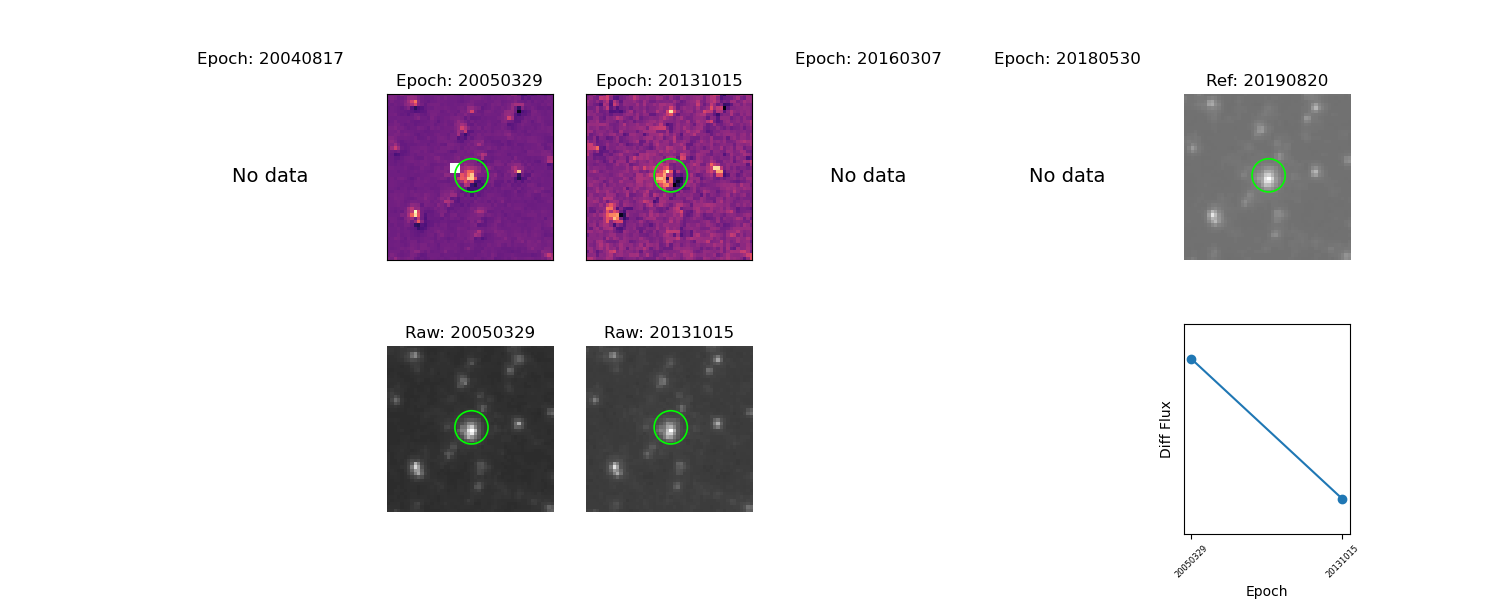 Epoch: 20040817
Epoch: 20160307
Epoch: 20180530
Epoch: 20050329
Epoch: 20131015
Ref: 20190820
No data
No data
No data
Raw: 20050329
Raw: 20131015
Diff Flux
20050329
20131015
Epoch